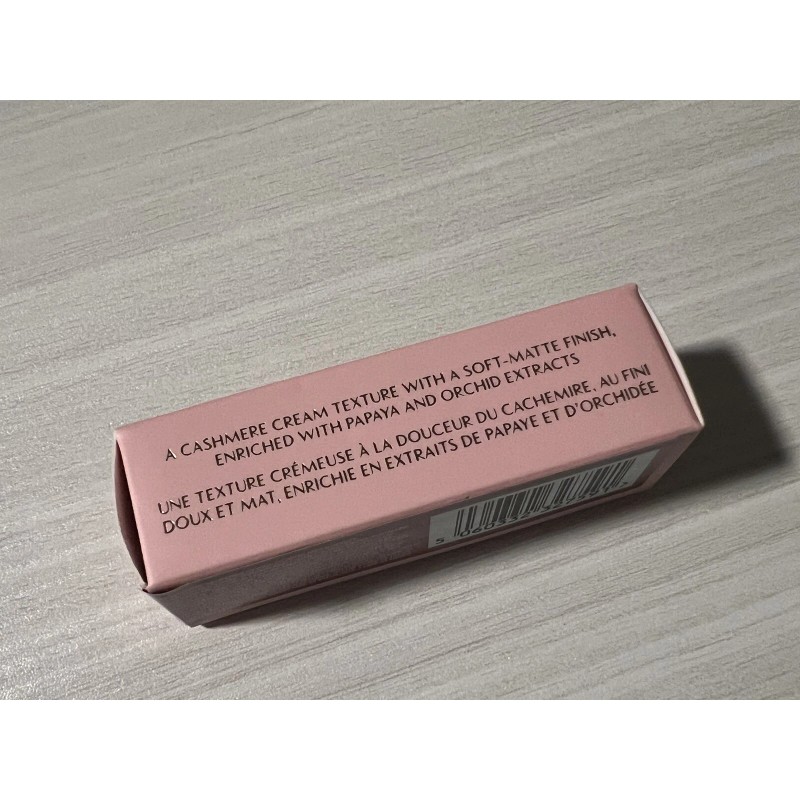 A CASHMERE CREAM TEXTURE WITH A SOFT-MATTE FINISH,
ENRICHED WITH PAPAYA AND ORCHID EXTRACTS
UNE TEXTURE CRÉMEUSE À LA DOUCEUR DU CACHEMIRE, AU FINI
DOUX ET MAT, ENRICHIE EN EXTRAITS DE PAPAYE ET D'ORCHIDÉE